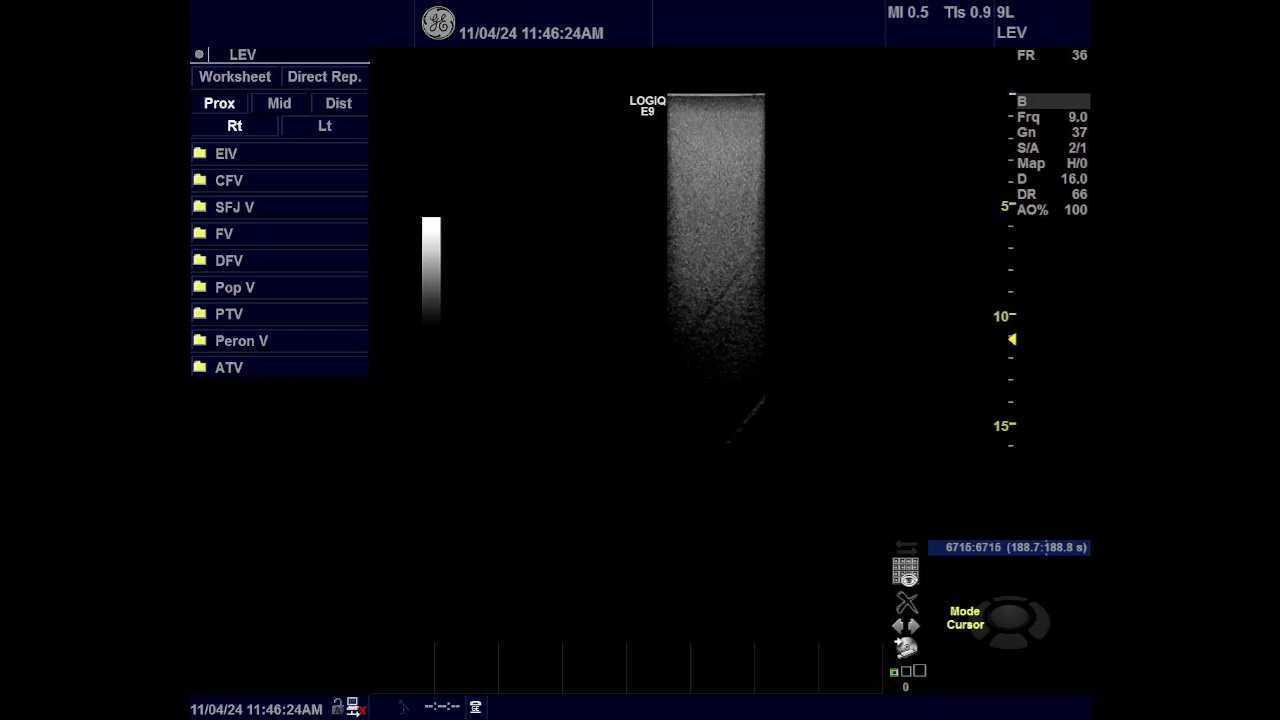 MI 0.5 TIs 0.9 9L
11/04/24 11:46:24AM
LEV
LEV
FR 36
Worksheet Direct Rep.
Prox Mid Dist
Rt Lt
LOGIQ
E9
B
Frq 9.0
Gn 37
S/A 2/1
Map H/0
D 16.0
DR 66
AO% 100
EIV
CFV
SFJ V
FV
DFV
Pop V
PTV
Peron V
ATV
5
10
15
6715:6715 (188.7:188.8 s)
Mode
Cursor
0
11/04/24 11:46:24AM --:--:--